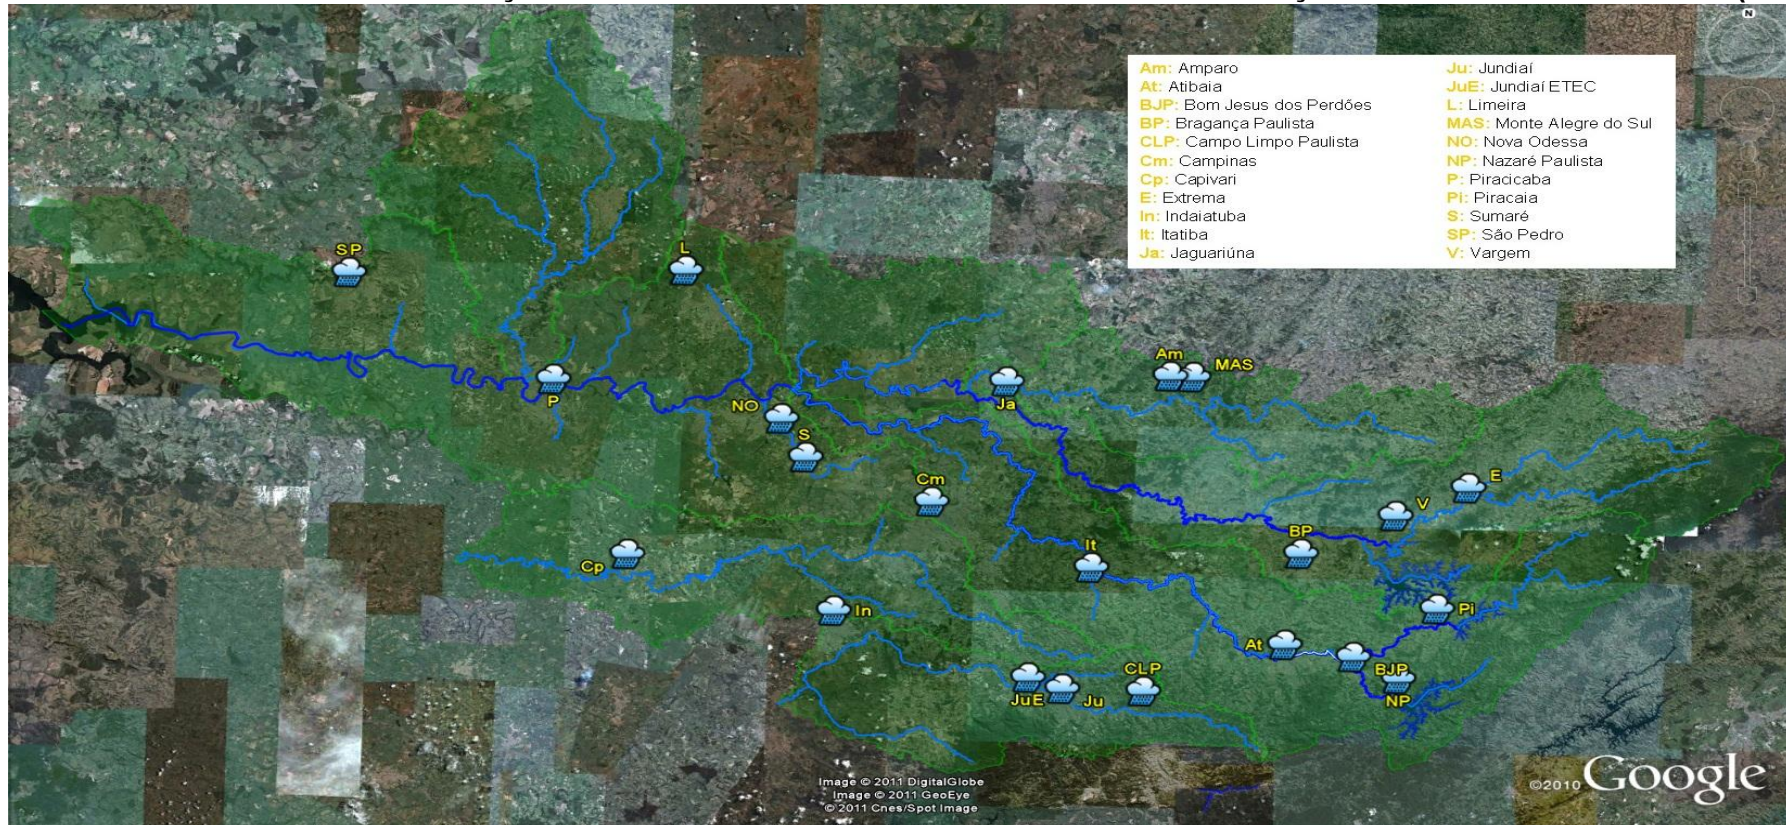 N
Am: Amparo
At: Atibaia
BJP: Bom Jesus dos Perdões
BP: Bragança Paulista
CLP: Campo Limpo Paulista
Cm: Campinas
Cp: Capivari
E: Extrema
In: Indaiatuba
It: Itatiba
Ja: Jaguariúna
Ju: Jundiaí
JuE: Jundiaí ETEC
L: Limeira
MAS: Monte Alegre do Sul
NO: Nova Odessa
NP: Nazaré Paulista
P: Piracicaba
Pi: Piracaia
S: Sumaré
SP: São Pedro
V: Vargem
SP
L
Am
MAS
P
NO
Ja
S
Cm
E
V
BP
It
Cp
In
Pi
At
BJP
CLP
JuE
Ju
NP
Image © 2011 DigitalGlobe
Image © 2011 GeoEye
© 2011 Cnes/Spot Image
©2010 Google